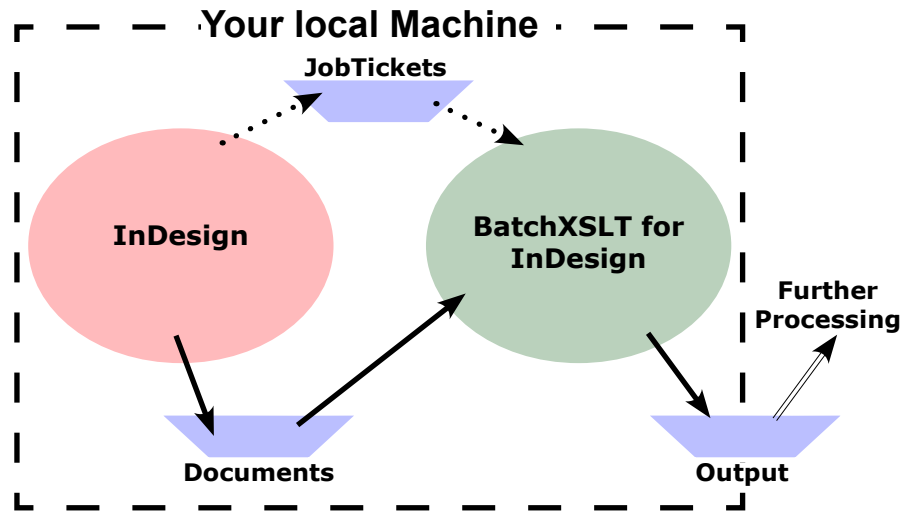 Your local Machine
JobTickets
InDesign
BatchXSLT for
InDesign
Further
Processing
Documents
Output